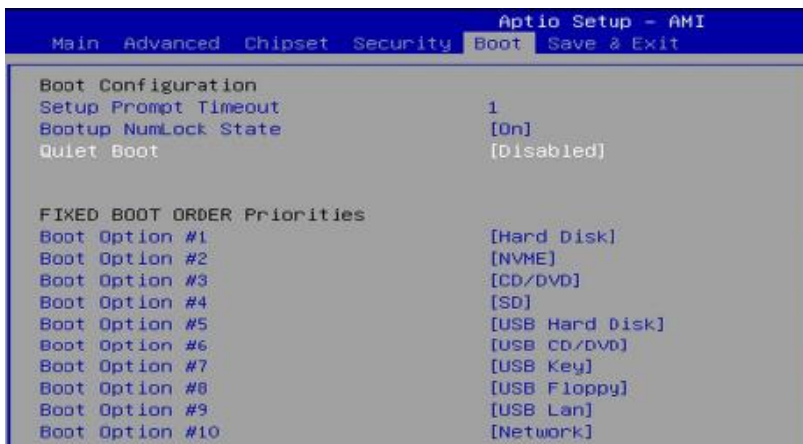 Aptio Setup – AMI
Main Advanced Chipset Security Boot Save & Exit
Boot Configuration
Setup Prompt Timeout 1
Bootup NumLock State [On]
Quiet Boot [Disabled]
FIXED BOOT ORDER Priorities
Boot Option #1 [Hard Disk]
Boot Option #2 [NVME]
Boot Option #3 [CD/DVD]
Boot Option #4 [SD]
Boot Option #5 [USB Hard Disk]
Boot Option #6 [USB CD/DVD]
Boot Option #7 [USB Key]
Boot Option #8 [USB Floppy]
Boot Option #9 [USB Lan]
Boot Option #10 [Network]